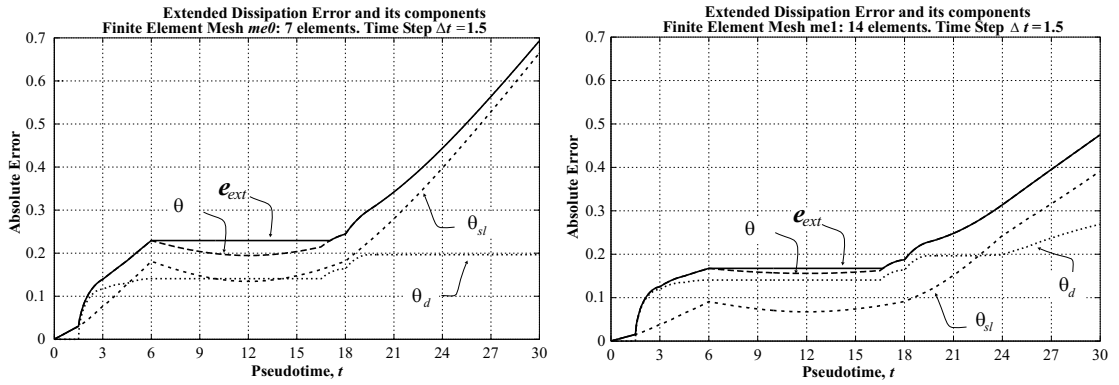 Extended Dissipation Error and its components
Finite Element Mesh me0: 7 elements. Time Step Δt =1.5
0.7
0.6
0.5
0.4
0.3
0.2
0.1
0
Absolute Error
e_ext
θ
θ_sl
θ_d
0 3 6 9 12 15 18 21 24 27 30
Pseudotime, t
Extended Dissipation Error and its components
Finite Element Mesh me1: 14 elements. Time Step Δ t =1.5
0.7
0.6
0.5
0.4
0.3
0.2
0.1
0
Absolute Error
θ
e_ext
θ_d
θ_sl
0 3 6 9 12 15 18 21 24 27 30
Pseudotime, t